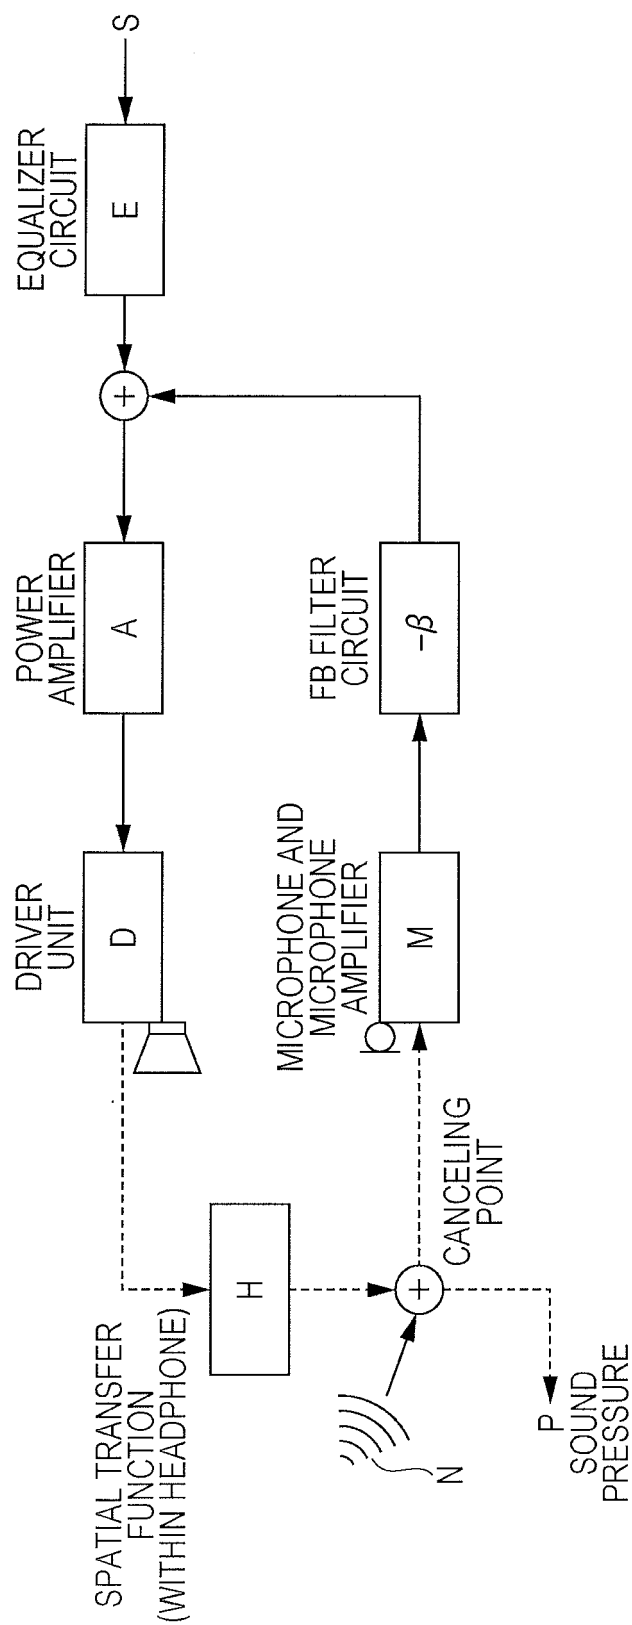 S
EQUALIZER
CIRCUIT
E
+
POWER
AMPLIFIER
A
FB FILTER
CIRCUIT
-β
DRIVER
UNIT
D
MICROPHONE AND
MICROPHONE
AMPLIFIER
M
SPATIAL TRANSFER
FUNCTION
(WITHIN HEADPHONE)
H
+
CANCELING
POINT
N
P
SOUND
PRESSURE